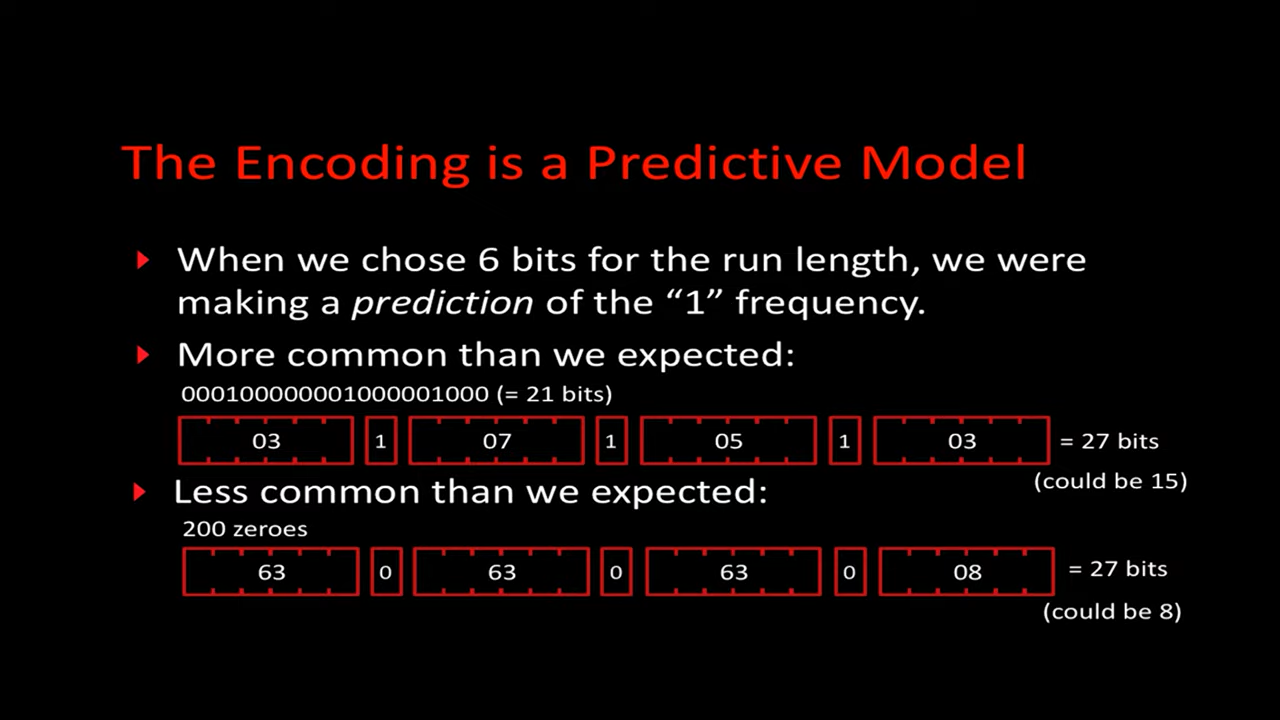 The Encoding is a Predictive Model
When we chose 6 bits for the run length, we were
making a prediction of the “1” frequency.
More common than we expected:
000100000001000001000 (= 21 bits)
03 1 07 1 05 1 03 = 27 bits
(could be 15)
Less common than we expected:
200 zeroes
63 0 63 0 63 0 08 = 27 bits
(could be 8)